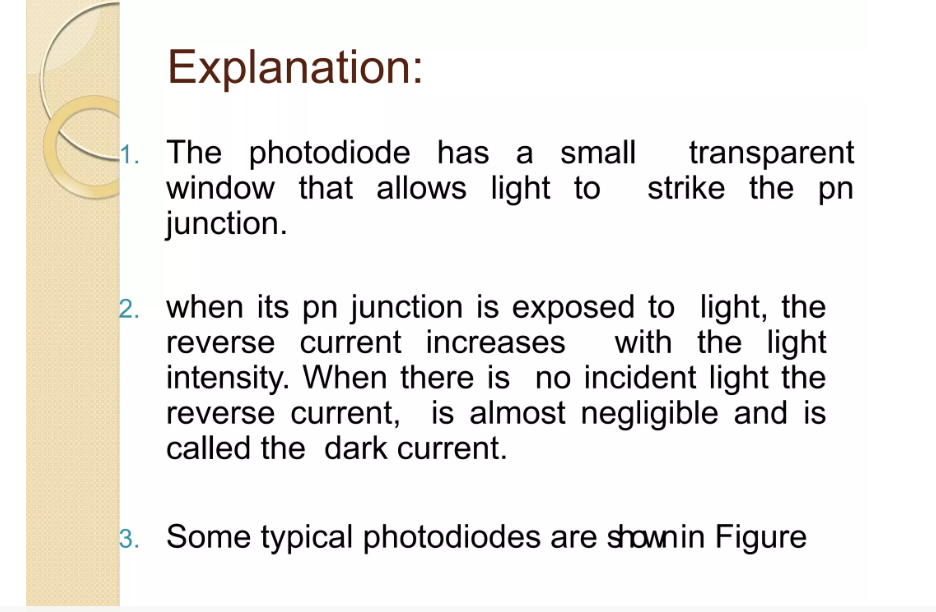 Explanation:
1. The photodiode has a small transparent
window that allows light to strike the pn
junction.
2. when its pn junction is exposed to light, the
reverse current increases with the light
intensity. When there is no incident light the
reverse current, is almost negligible and is
called the dark current.
3. Some typical photodiodes are shownin Figure